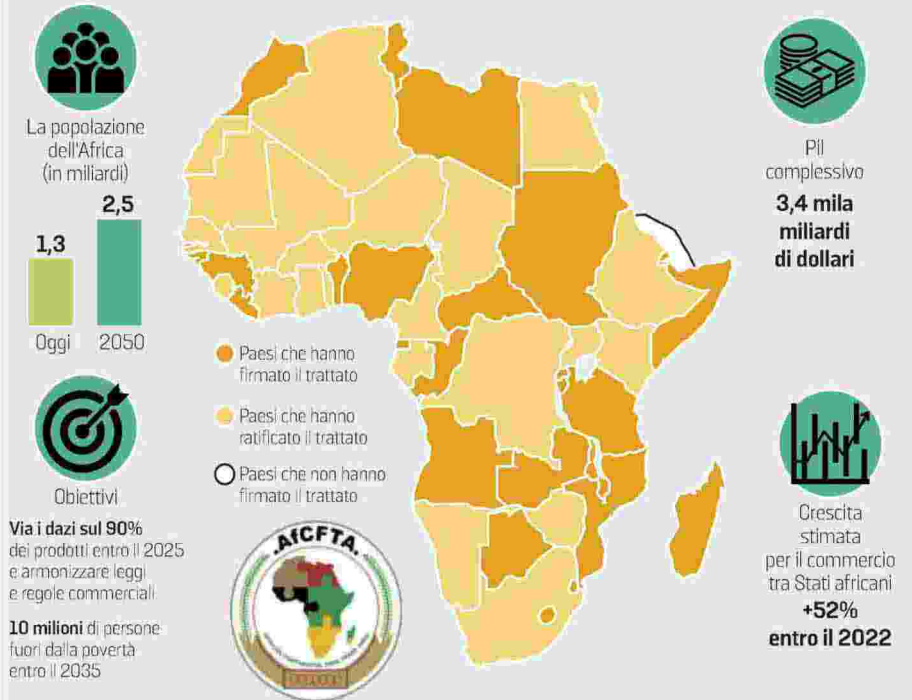 La popolazione
dell'Africa
(in miliardi)
2,5
1,3
Oggi
2050
Obiettivi
Via i dazi sul 90%
dei prodotti entro il 2025
e armonizzare leggi
e regole commerciali
10 milioni di persone
fuori dalla povertà
entro il 2035
Paesi che hanno
firmato il trattato
Paesi che hanno
ratificato il trattato
Paesi che non hanno
firmato il trattato
AfCFTA
Pil
complessivo
3,4 mila
miliardi
di dollari
Crescita
stimata
per il commercio
tra Stati africani
+52%
entro il 2022